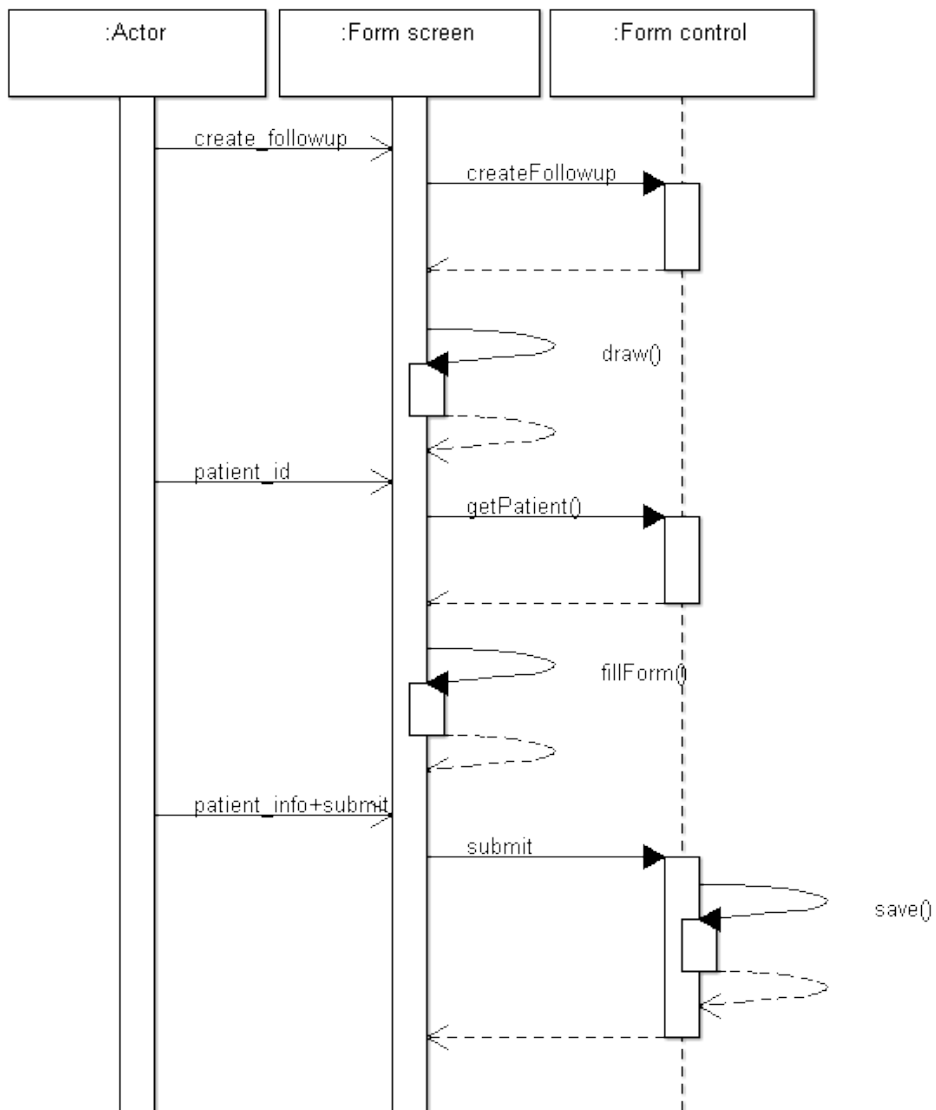 :Actor
:Form screen
:Form control
create_followup
createFollowup
draw()
patient_id
getPatient()
fillForm()
patient_info+submit
submit
save()